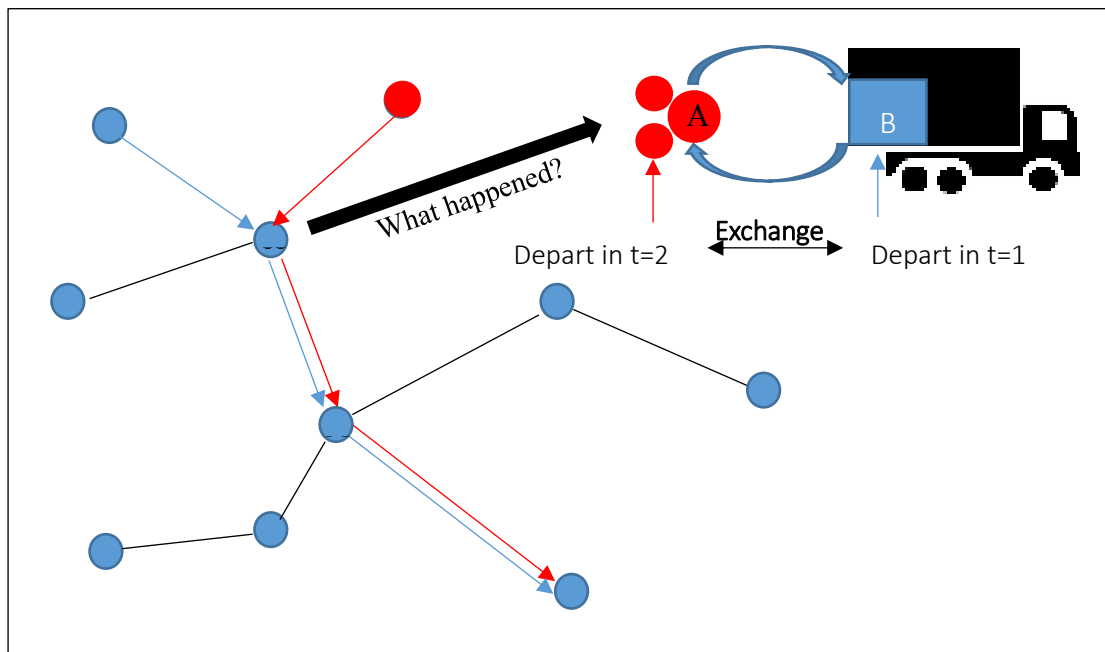 A
B
What happened?
Exchange
Depart in t=2
Depart in t=1